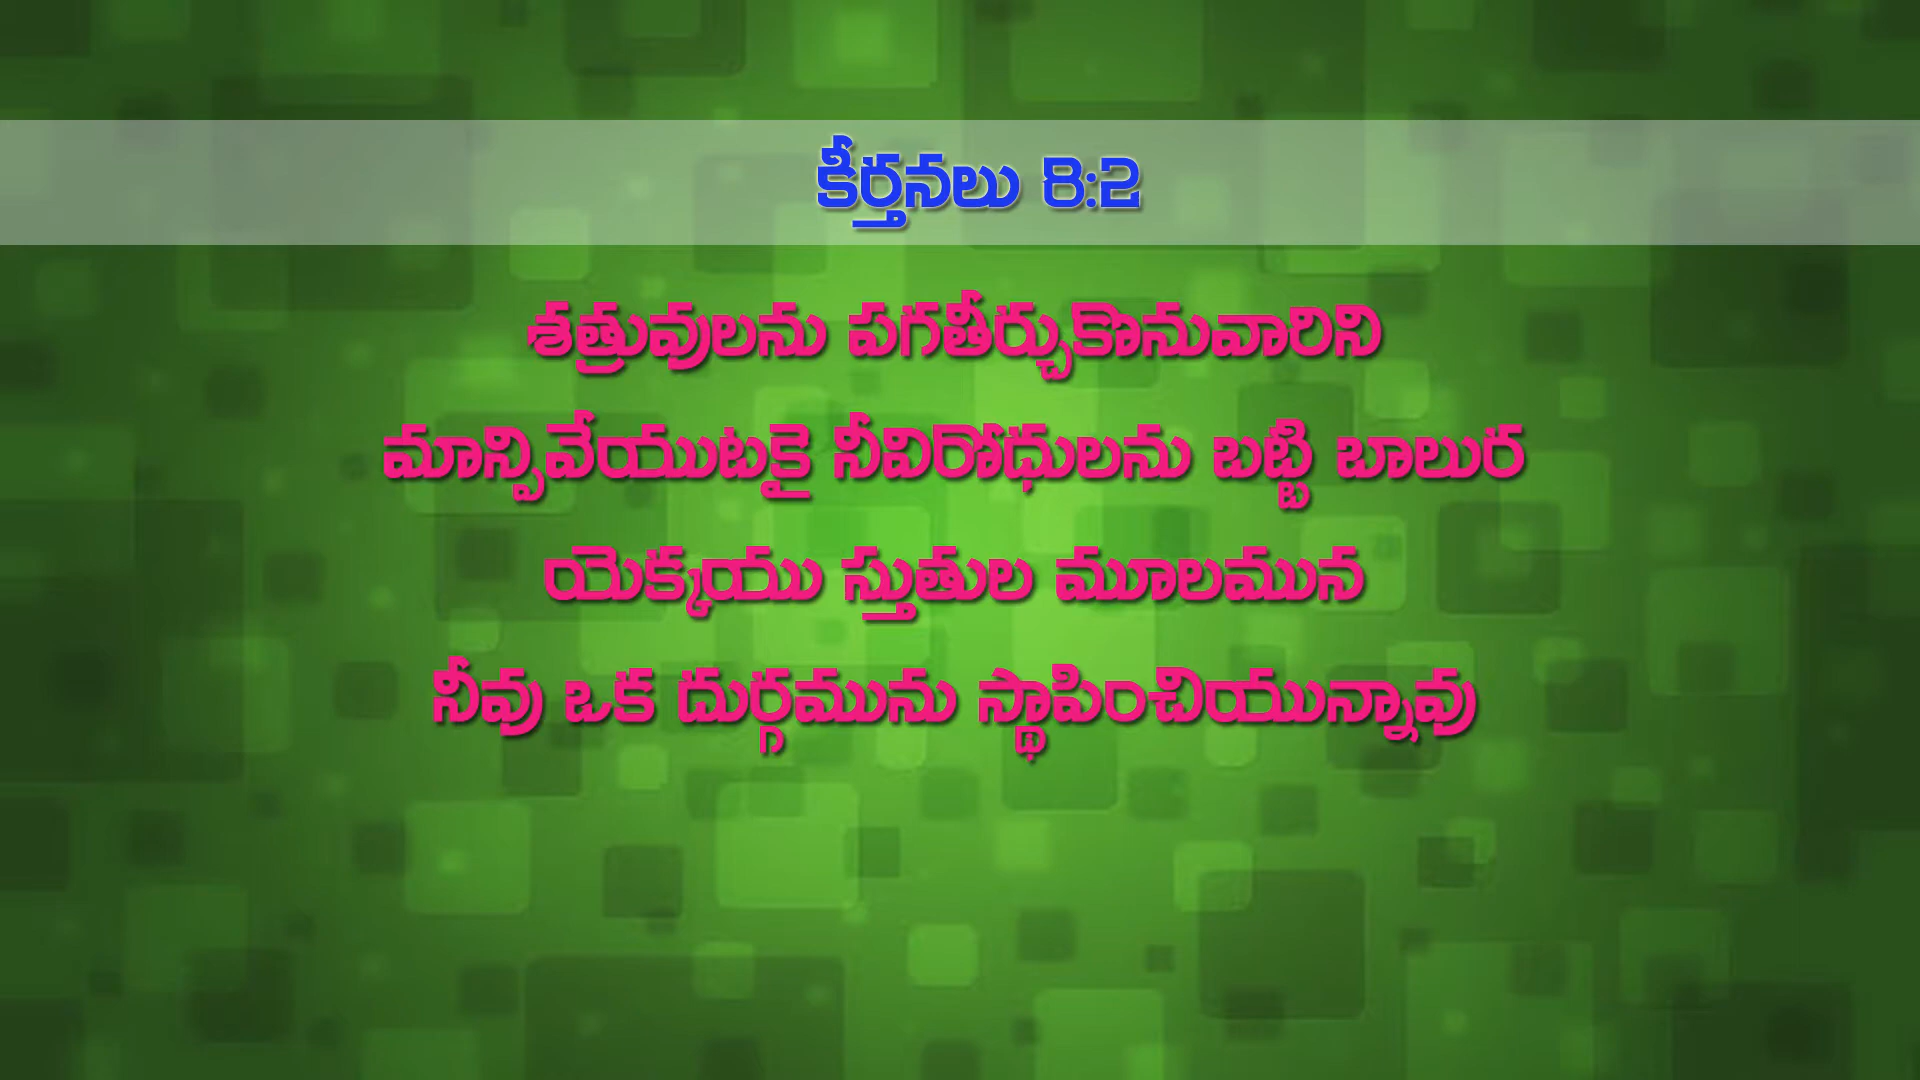 కీర్తనలు 8:2
శత్రువులను పగతీర్చుకొనువారిని
మాన్పివేయుటకై నీవిరోధులను బట్టి బాలుర
యెక్కయు స్తుతుల మూలమున
నీవు ఒక దుర్గమును స్థాపించియున్నావు